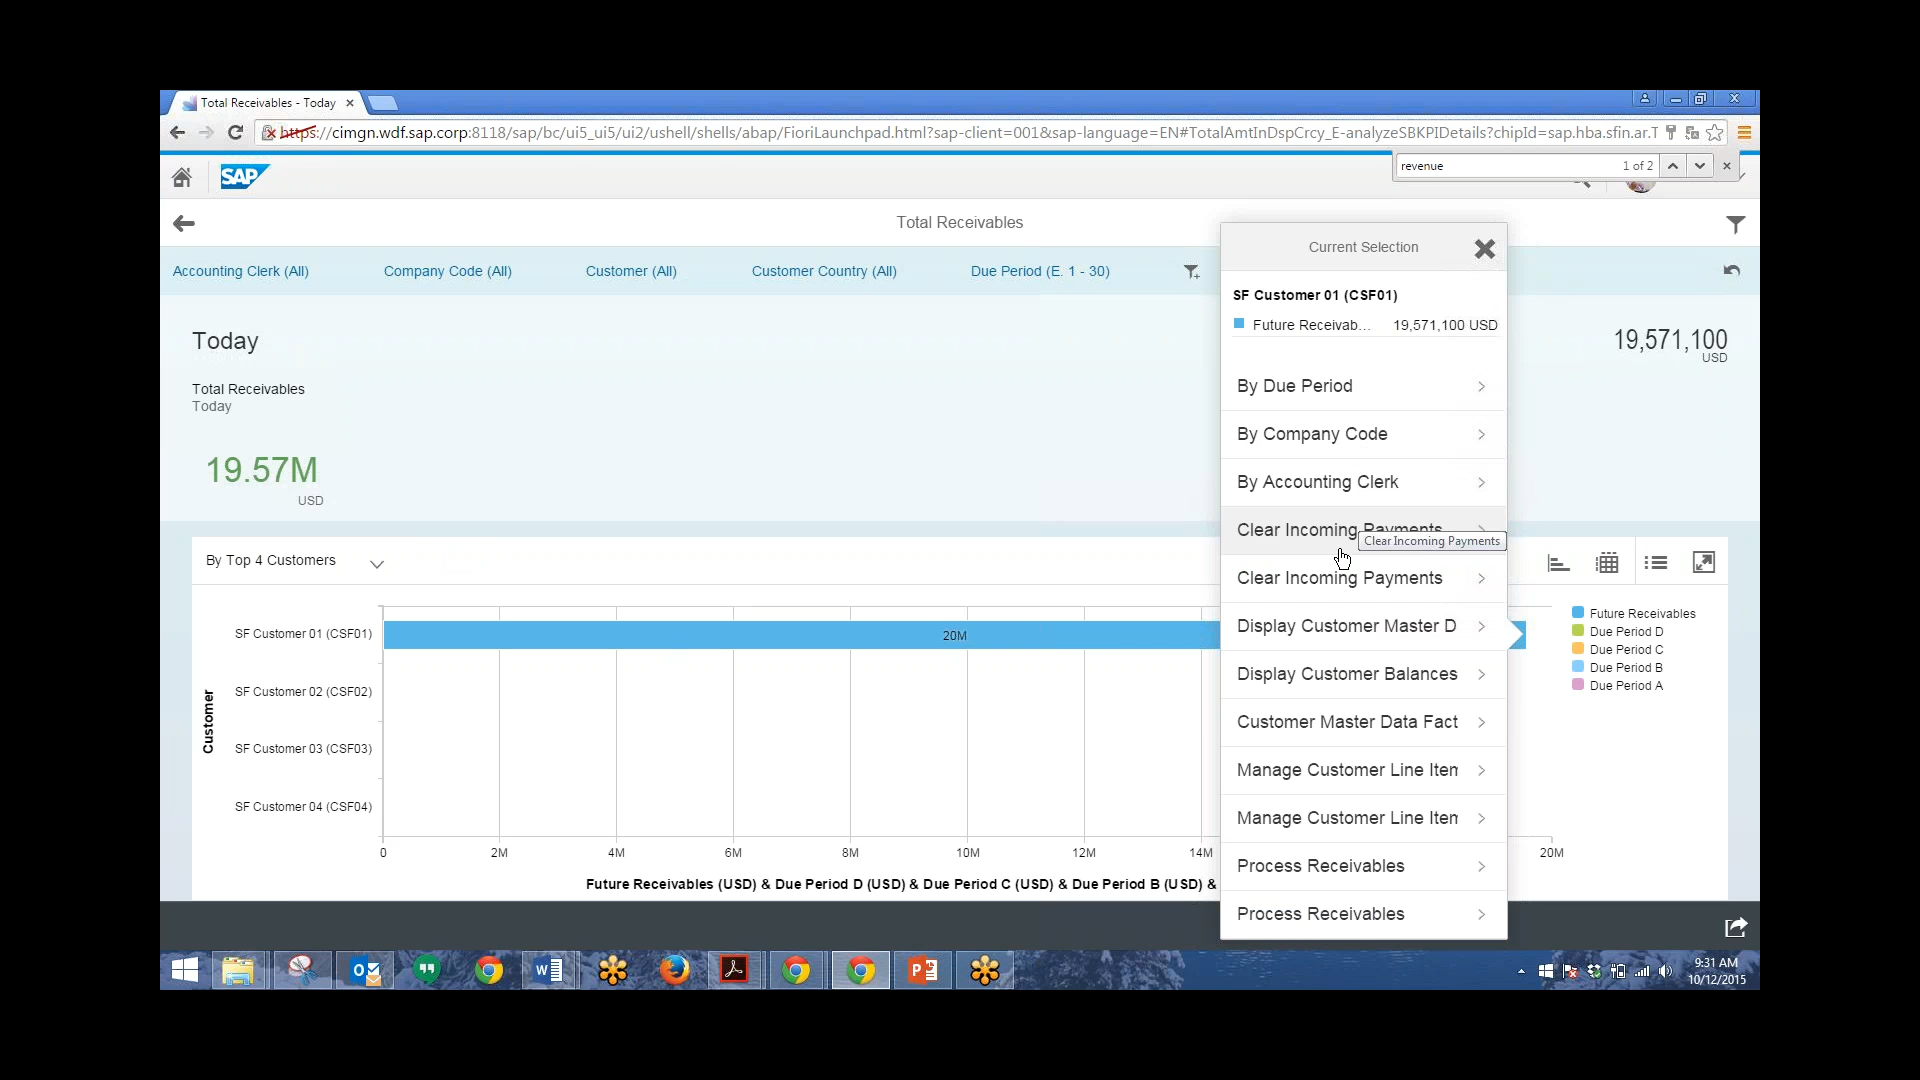 Total Receivables - Today
https://cimgn.wdf.sap.corp:8118/sap/bc/ui5_ui5/ui2/ushell/shells/abap/FioriLaunchpad.html?sap-client=001&sap-language=EN#TotalAmtInDspCrcy_E-analyzeSBKPIDetails?chipId=sap.hba.sfin.ar.T
revenue 1 of 2
SAP
Total Receivables
Accounting Clerk (All) Company Code (All) Customer (All) Customer Country (All) Due Period (E. 1 - 30)
Today
19,571,100
USD
Total Receivables
Today
19.57M
USD
By Top 4 Customers
Customer
SF Customer 01 (CSF01)
SF Customer 02 (CSF02)
SF Customer 03 (CSF03)
SF Customer 04 (CSF04)
20M
0 2M 4M 6M 8M 10M 12M 14M 20M
Future Receivables (USD) & Due Period D (USD) & Due Period C (USD) & Due Period B (USD) &
Future Receivables
Due Period D
Due Period C
Due Period B
Due Period A
Current Selection
SF Customer 01 (CSF01)
Future Receivab... 19,571,100 USD
By Due Period
By Company Code
By Accounting Clerk
Clear Incoming Payments
Clear Incoming Payments
Clear Incoming Payments
Display Customer Master D
Display Customer Balances
Customer Master Data Fact
Manage Customer Line Item
Manage Customer Line Item
Process Receivables
Process Receivables
9:31 AM
10/12/2015